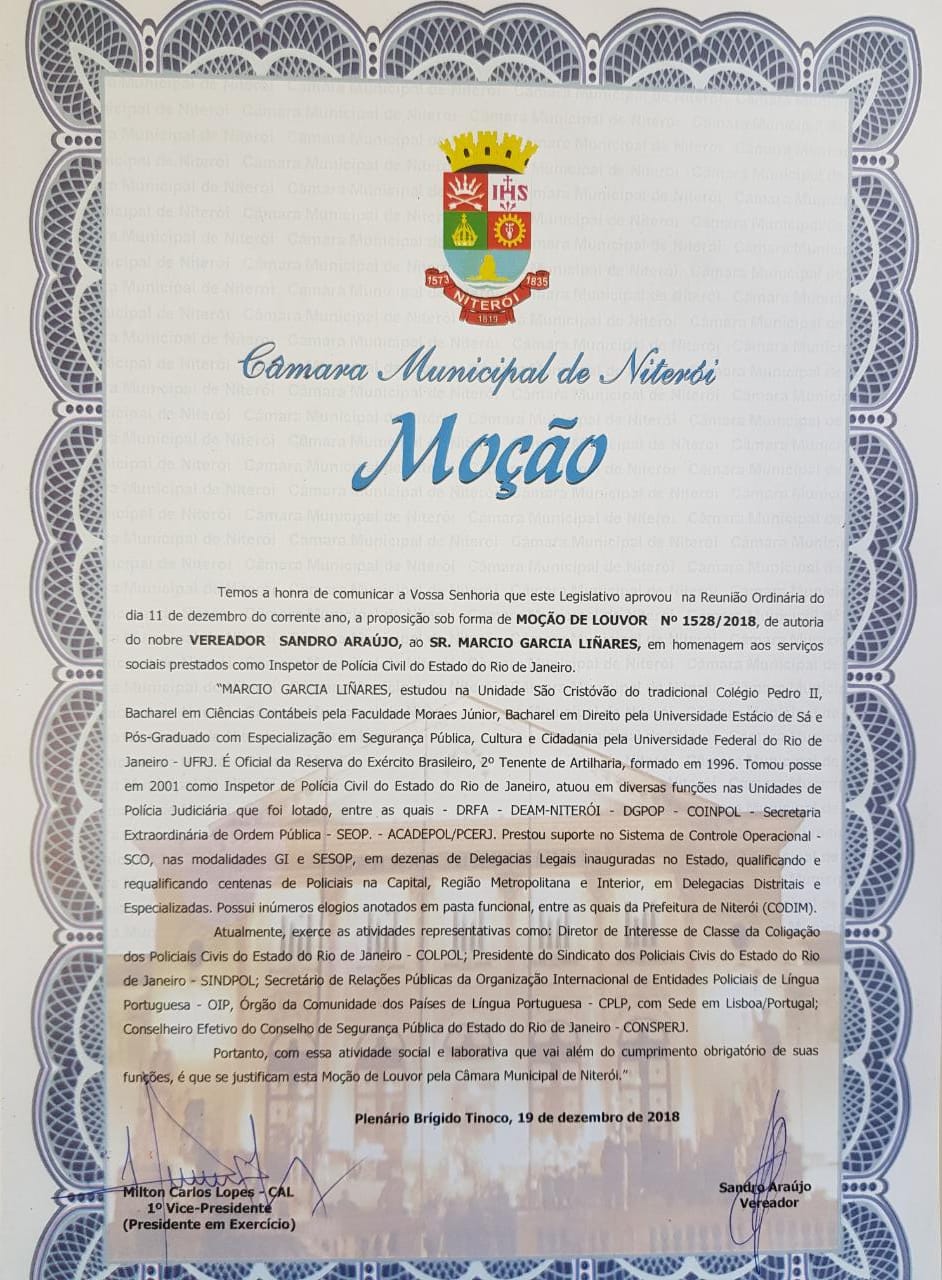 IHS
1573 1835
NITERÓI
1819
Câmara Municipal de Niterói
Moção
Temos a honra de comunicar a Vossa Senhoria que este Legislativo aprovou na Reunião Ordinária do
dia 11 de dezembro do corrente ano, a proposição sob forma de MOÇÃO DE LOUVOR Nº 1528/2018, de autoria
do nobre VEREADOR SANDRO ARAÚJO, ao SR. MARCIO GARCIA LIÑARES, em homenagem aos serviços
sociais prestados como Inspetor de Polícia Civil do Estado do Rio de Janeiro.
"MARCIO GARCIA LIÑARES, estudou na Unidade São Cristóvão do tradicional Colégio Pedro II,
Bacharel em Ciências Contábeis pela Faculdade Moraes Júnior, Bacharel em Direito pela Universidade Estácio de Sá e
Pós-Graduado com Especialização em Segurança Pública, Cultura e Cidadania pela Universidade Federal do Rio de
Janeiro - UFRJ. É Oficial da Reserva do Exército Brasileiro, 2º Tenente de Artilharia, formado em 1996. Tomou posse
em 2001 como Inspetor de Polícia Civil do Estado do Rio de Janeiro, atuou em diversas funções nas Unidades de
Polícia Judiciária que foi lotado, entre as quais - DRFA - DEAM-NITERÓI - DGPOP - COINPOL - Secretaria
Extraordinária de Ordem Pública - SEOP. - ACADEPOL/PCERJ. Prestou suporte no Sistema de Controle Operacional -
SCO, nas modalidades GI e SESOP, em dezenas de Delegacias Legais inauguradas no Estado, qualificando e
requalificando centenas de Policiais na Capital, Região Metropolitana e Interior, em Delegacias Distritais e
Especializadas. Possui inúmeros elogios anotados em pasta funcional, entre as quais da Prefeitura de Niterói (CODIM).
Atualmente, exerce as atividades representativas como: Diretor de Interesse de Classe da Coligação
dos Policiais Civis do Estado do Rio de Janeiro - COLPOL; Presidente do Sindicato dos Policiais Civis do Estado do Rio
de Janeiro - SINDPOL; Secretário de Relações Públicas da Organização Internacional de Entidades Policiais de Língua
Portuguesa - OIP, Órgão da Comunidade dos Países de Língua Portuguesa - CPLP, com Sede em Lisboa/Portugal;
Conselheiro Efetivo do Conselho de Segurança Pública do Estado do Rio de Janeiro - CONSPERJ.
Portanto, com essa atividade social e laborativa que vai além do cumprimento obrigatório de suas
funções, é que se justificam esta Moção de Louvor pela Câmara Municipal de Niterói."
Plenário Brígido Tinoco, 19 de dezembro de 2018
Milton Carlos Lopes - CAL
1º Vice-Presidente
(Presidente em Exercício)
Sandro Araújo
Vereador